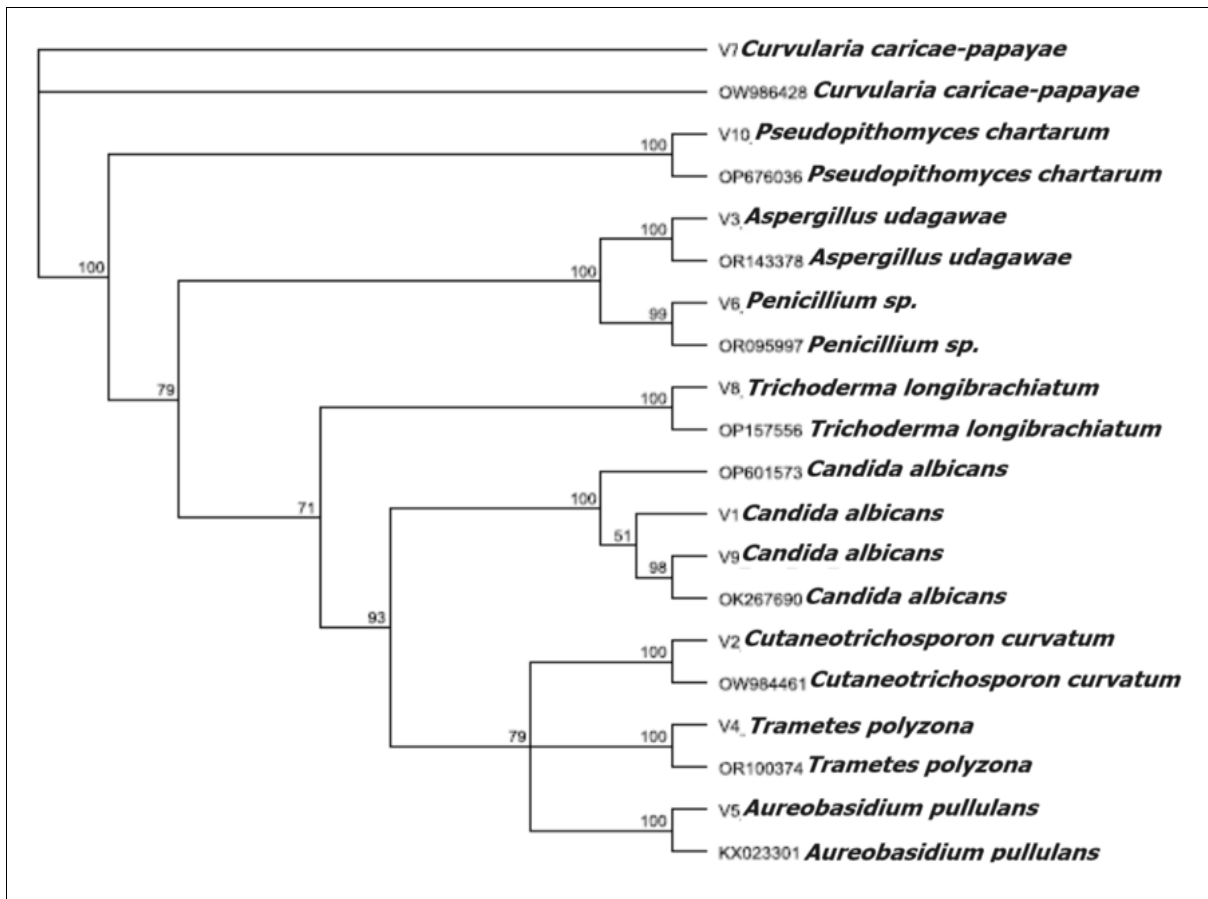 V7 Curvularia caricae-papayae
OW986428 Curvularia caricae-papayae
V10 Pseudopithomyces chartarum
100
OP676036 Pseudopithomyces chartarum
V3 Aspergillus udagawae
100
OR143378 Aspergillus udagawae
100
100
V6 Penicillium sp.
99
OR095997 Penicillium sp.
79
V8 Trichoderma longibrachiatum
100
OP157556 Trichoderma longibrachiatum
OP601573 Candida albicans
100
71
V1 Candida albicans
51
V9 Candida albicans
98
OK267690 Candida albicans
93
V2 Cutaneotrichosporon curvatum
100
OW984461 Cutaneotrichosporon curvatum
V4 Trametes polyzona
79
100
OR100374 Trametes polyzona
V5 Aureobasidium pullulans
100
KX023301 Aureobasidium pullulans